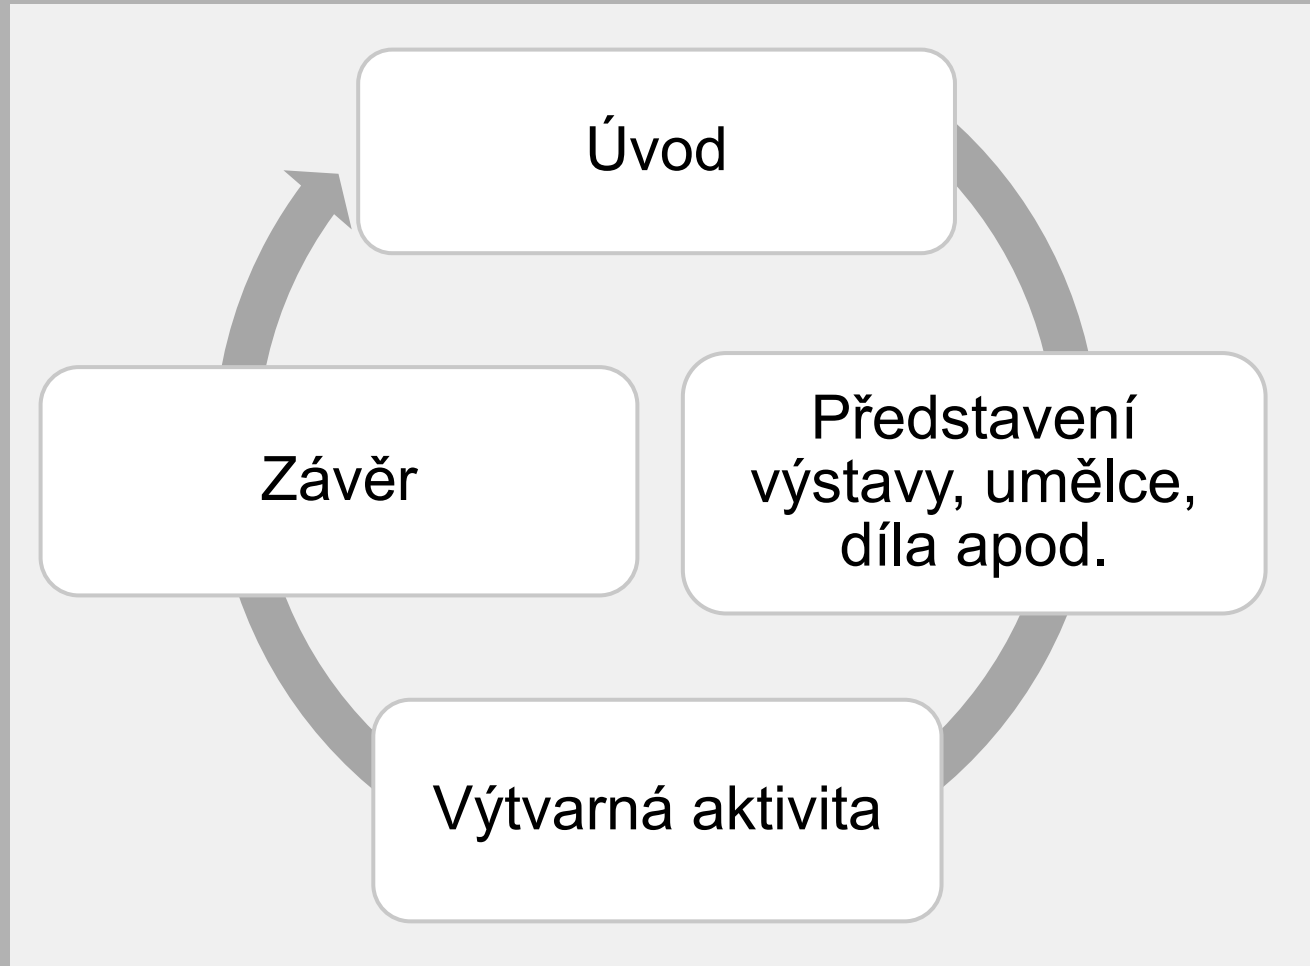 Úvod
Představení
výstavy, umělce,
díla apod.
Výtvarná aktivita
Závěr